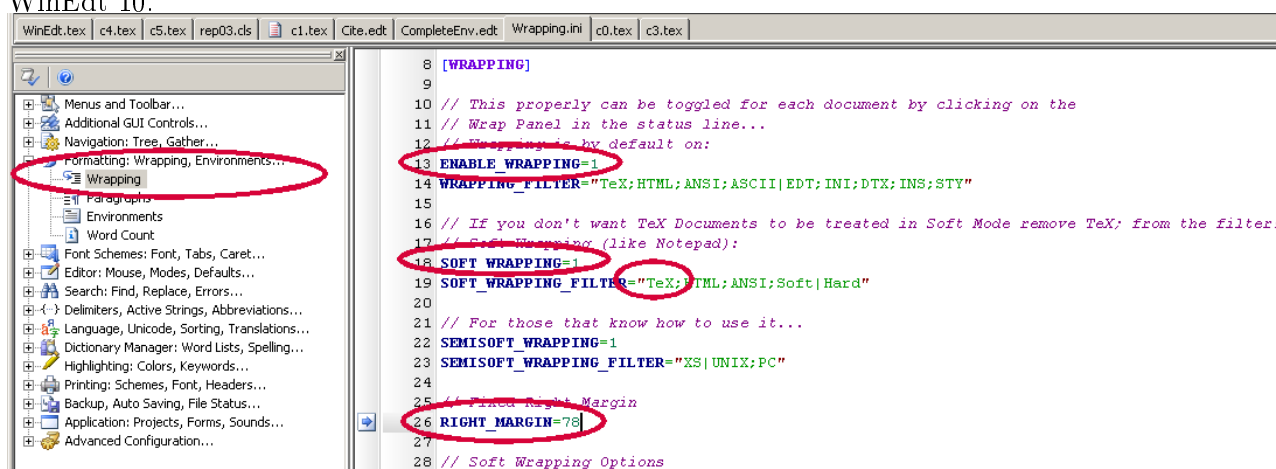 WinEdt 10.
WinEdt.tex c4.tex c5.tex rep03.cls c1.tex Cite.edt CompleteEnv.edt Wrapping.ini c0.tex c3.tex
Menus and Toolbar...
Additional GUI Controls...
Navigation: Tree, Gather...
Formatting: Wrapping, Environments...
Wrapping
Paragraphs
Environments
Word Count
Font Schemes: Font, Tabs, Caret...
Editor: Mouse, Modes, Defaults...
Search: Find, Replace, Errors...
Delimiters, Active Strings, Abbreviations...
Language, Unicode, Sorting, Translations...
Dictionary Manager: Word Lists, Spelling...
Highlighting: Colors, Keywords...
Printing: Schemes, Font, Headers...
Backup, Auto Saving, File Status...
Application: Projects, Forms, Sounds...
Advanced Configuration...
8 [WRAPPING]
9
10 // This properly can be toggled for each document by clicking on the
11 // Wrap Panel in the status line...
12 // Wrapping is by default on:
13 ENABLE_WRAPPING=1
14 WRAPPING_FILTER="TeX;HTML;ANSI;ASCII|EDT;INI;DTX;INS;STY"
15
16 // If you don't want TeX Documents to be treated in Soft Mode remove TeX; from the filter.
17 // Soft Wrapping (like Notepad):
18 SOFT_WRAPPING=1
19 SOFT_WRAPPING_FILTER="TeX;HTML;ANSI;Soft|Hard"
20
21 // For those that know how to use it...
22 SEMISOFT_WRAPPING=1
23 SEMISOFT_WRAPPING_FILTER="XS|UNIX;PC"
24
25 // Fixed Right Margin
26 RIGHT_MARGIN=78
27
28 // Soft Wrapping Options